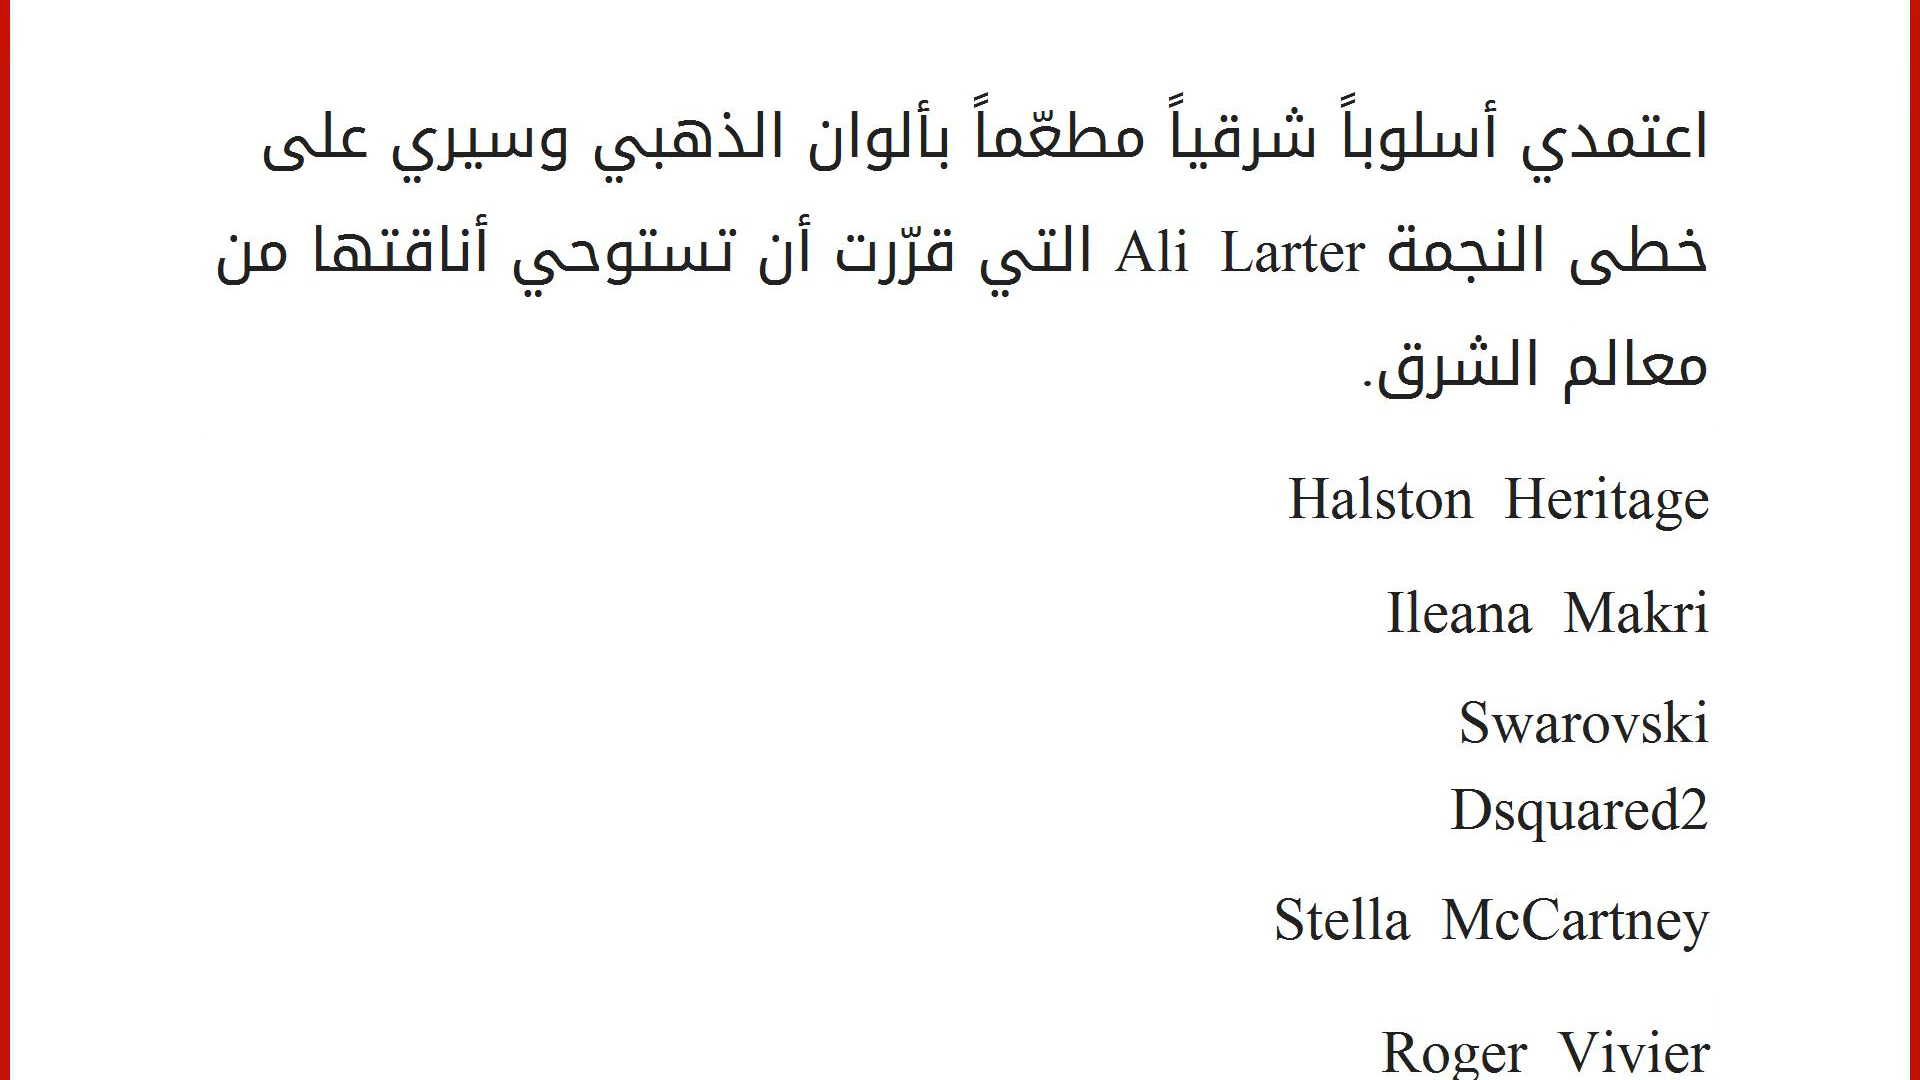 اعتمدي أسلوباً شرقياً مطعّماً بألوان الذهبي وسيري على
خطى النجمة Ali Larter التي قرّرت أن تستوحي أناقتها من
معالم الشرق.
Halston Heritage
Ileana Makri
Swarovski
Dsquared2
Stella McCartney
Roger Vivier